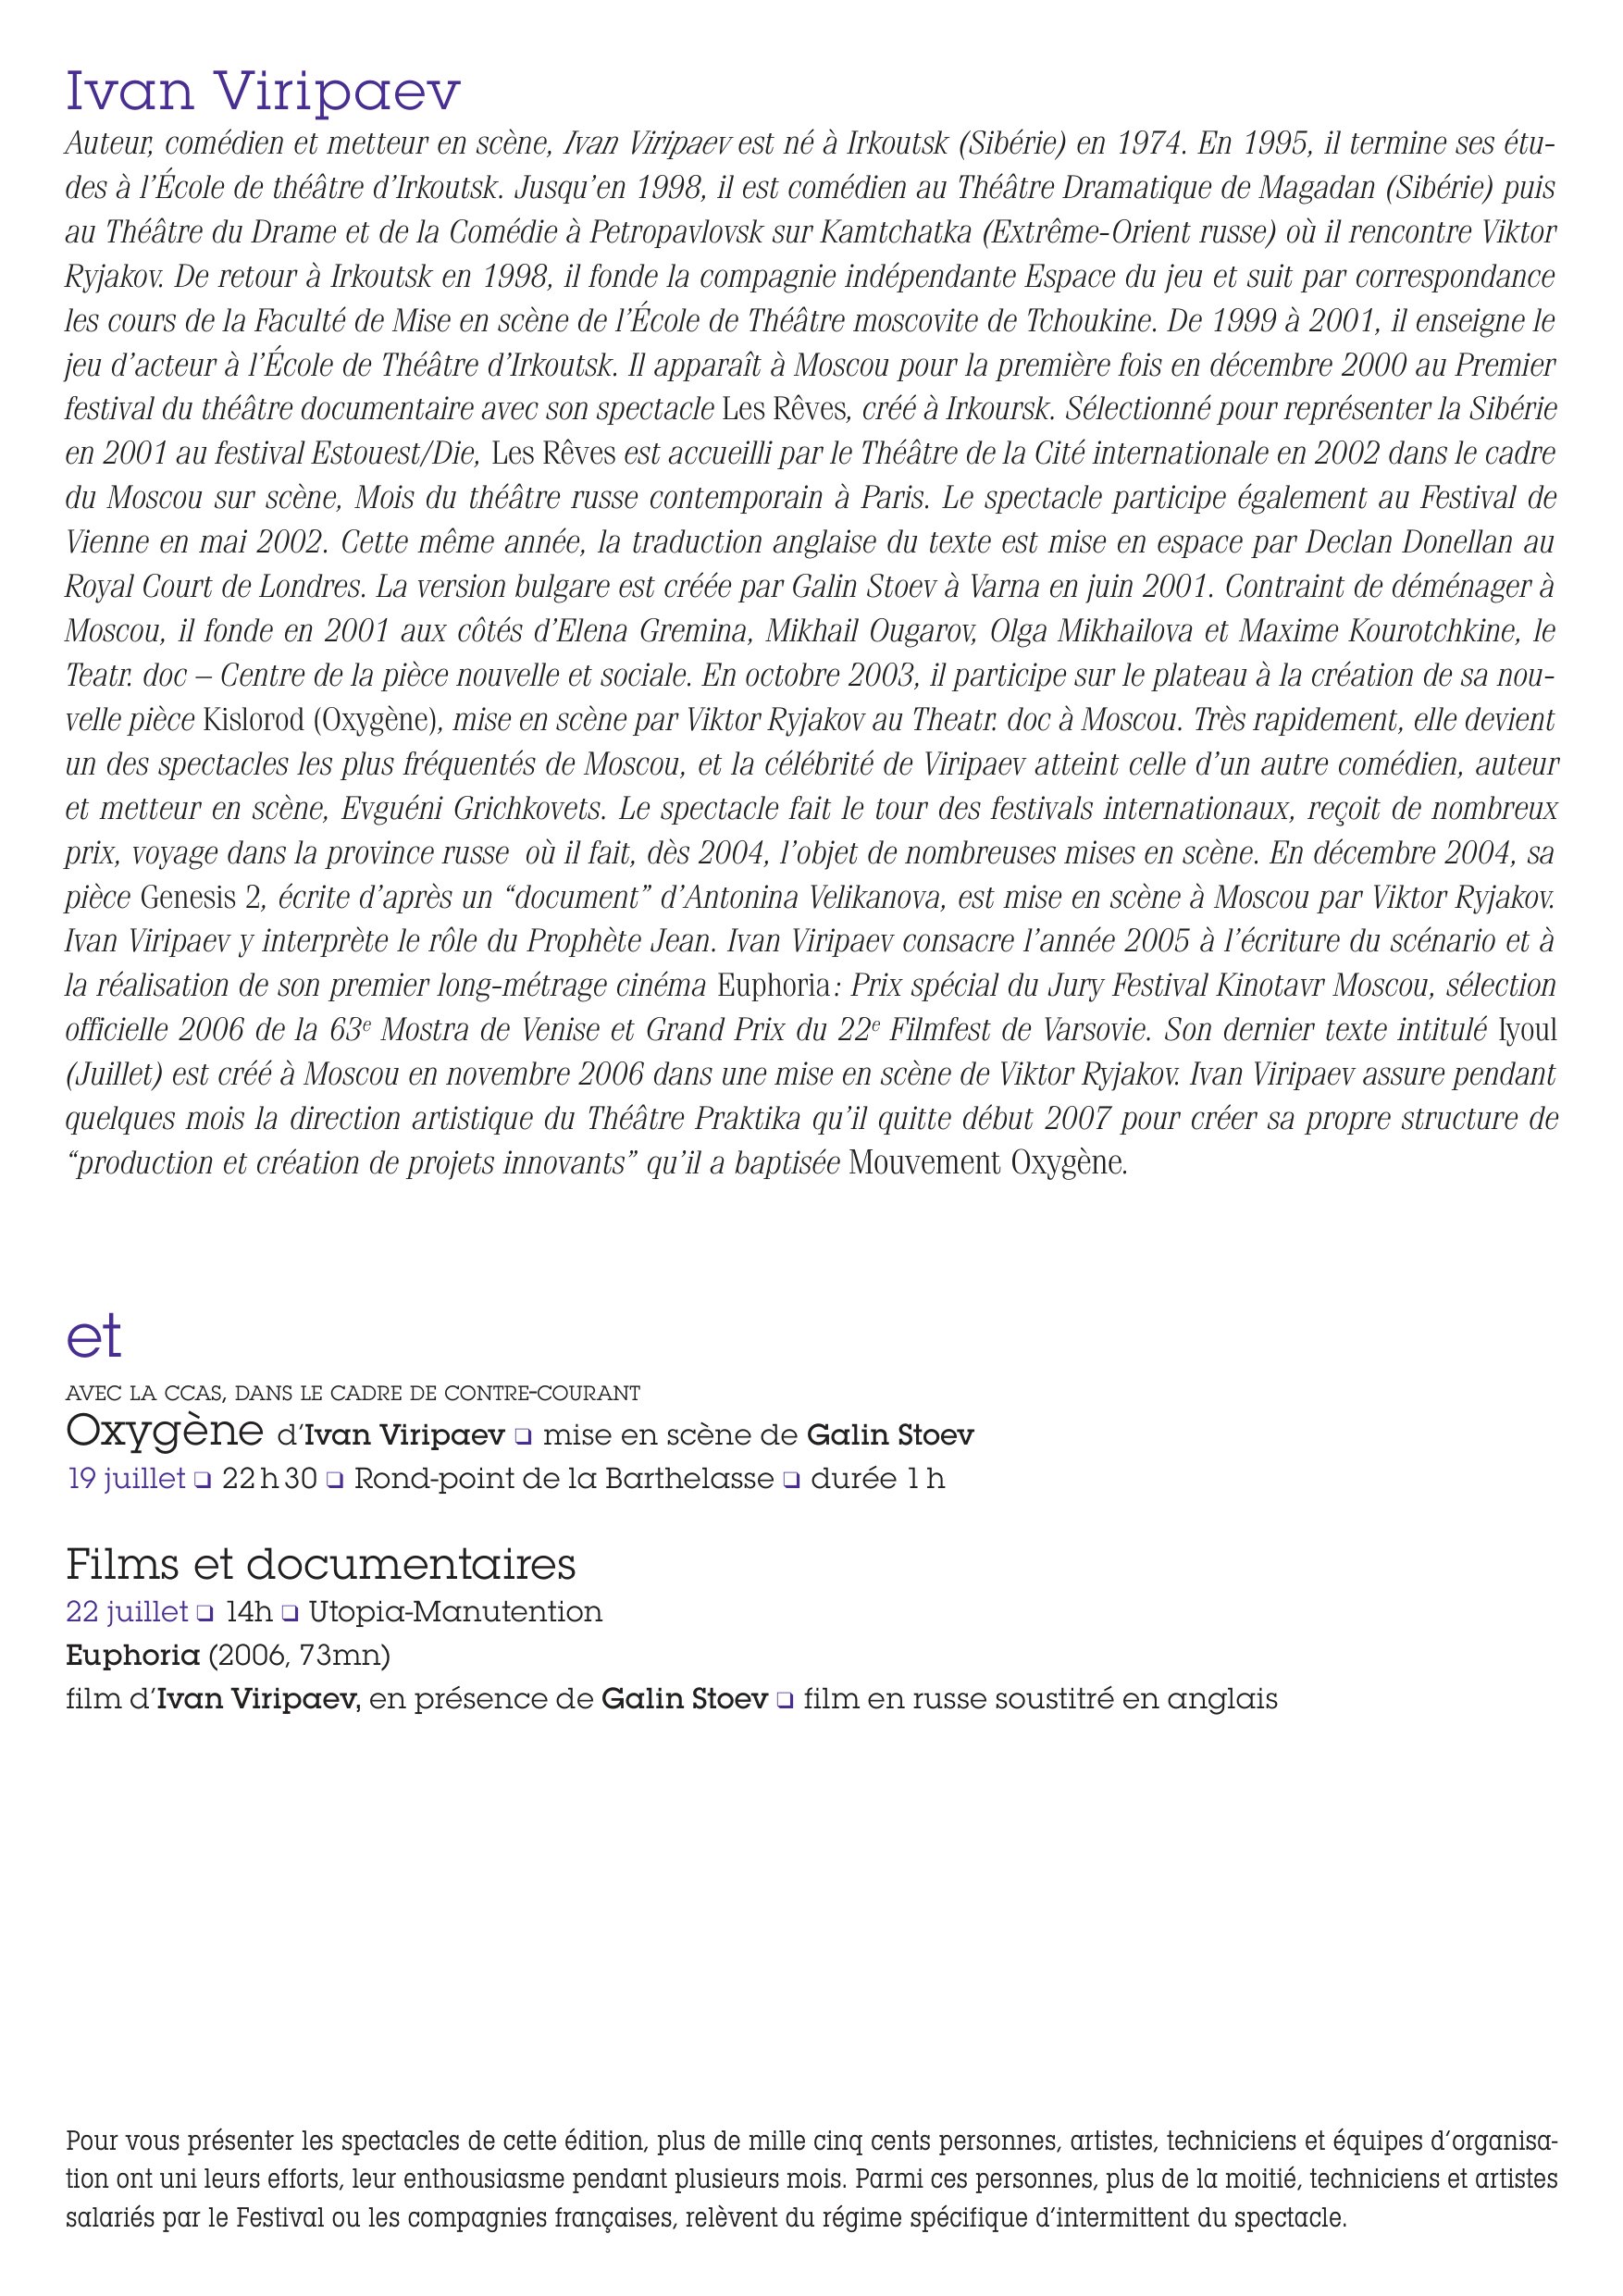 Ivan Viripaev
Auteur, comédien et metteur en scène, Ivan Viripaev est né à Irkoutsk (Sibérie) en 1974. En 1995, il termine ses étu-
des à l’École de théâtre d’Irkoutsk. Jusqu’en 1998, il est comédien au Théâtre Dramatique de Magadan (Sibérie) puis
au Théâtre du Drame et de la Comédie à Petropavlovsk sur Kamtchatka (Extrême-Orient russe) où il rencontre Viktor
Ryjakov. De retour à Irkoutsk en 1998, il fonde la compagnie indépendante Espace du jeu et suit par correspondance
les cours de la Faculté de Mise en scène de l’École de Théâtre moscovite de Tchoukine. De 1999 à 2001, il enseigne le
jeu d’acteur à l’École de Théâtre d’Irkoutsk. Il apparaît à Moscou pour la première fois en décembre 2000 au Premier
festival du théâtre documentaire avec son spectacle Les Rêves, créé à Irkoursk. Sélectionné pour représenter la Sibérie
en 2001 au festival Estouest/Die, Les Rêves est accueilli par le Théâtre de la Cité internationale en 2002 dans le cadre
du Moscou sur scène, Mois du théâtre russe contemporain à Paris. Le spectacle participe également au Festival de
Vienne en mai 2002. Cette même année, la traduction anglaise du texte est mise en espace par Declan Donellan au
Royal Court de Londres. La version bulgare est créée par Galin Stoev à Varna en juin 2001. Contraint de déménager à
Moscou, il fonde en 2001 aux côtés d’Elena Gremina, Mikhail Ougarov, Olga Mikhailova et Maxime Kourotchkine, le
Teatr. doc – Centre de la pièce nouvelle et sociale. En octobre 2003, il participe sur le plateau à la création de sa nou-
velle pièce Kislorod (Oxygène), mise en scène par Viktor Ryjakov au Theatr. doc à Moscou. Très rapidement, elle devient
un des spectacles les plus fréquentés de Moscou, et la célébrité de Viripaev atteint celle d’un autre comédien, auteur
et metteur en scène, Evguéni Grichkovets. Le spectacle fait le tour des festivals internationaux, reçoit de nombreux
prix, voyage dans la province russe où il fait, dès 2004, l’objet de nombreuses mises en scène. En décembre 2004, sa
pièce Genesis 2, écrite d’après un “document” d’Antonina Velikanova, est mise en scène à Moscou par Viktor Ryjakov.
Ivan Viripaev y interprète le rôle du Prophète Jean. Ivan Viripaev consacre l’année 2005 à l’écriture du scénario et à
la réalisation de son premier long-métrage cinéma Euphoria: Prix spécial du Jury Festival Kinotavr Moscou, sélection
officielle 2006 de la 63e Mostra de Venise et Grand Prix du 22e Filmfest de Varsovie. Son dernier texte intitulé Iyoul
(Juillet) est créé à Moscou en novembre 2006 dans une mise en scène de Viktor Ryjakov. Ivan Viripaev assure pendant
quelques mois la direction artistique du Théâtre Praktika qu’il quitte début 2007 pour créer sa propre structure de
“production et création de projets innovants” qu’il a baptisée Mouvement Oxygène.
et
AVEC LA CCAS, DANS LE CADRE DE CONTRE-COURANT
Oxygène d’Ivan Viripaev ❏ mise en scène de Galin Stoev
19 juillet ❏ 22 h 30 ❏ Rond-point de la Barthelasse ❏ durée 1 h
Films et documentaires
22 juillet ❏ 14h ❏ Utopia-Manutention
Euphoria (2006, 73mn)
film d’Ivan Viripaev, en présence de Galin Stoev ❏ film en russe soustitré en anglais
Pour vous présenter les spectacles de cette édition, plus de mille cinq cents personnes, artistes, techniciens et équipes d’organisa-
tion ont uni leurs efforts, leur enthousiasme pendant plusieurs mois. Parmi ces personnes, plus de la moitié, techniciens et artistes
salariés par le Festival ou les compagnies françaises, relèvent du régime spécifique d’intermittent du spectacle.